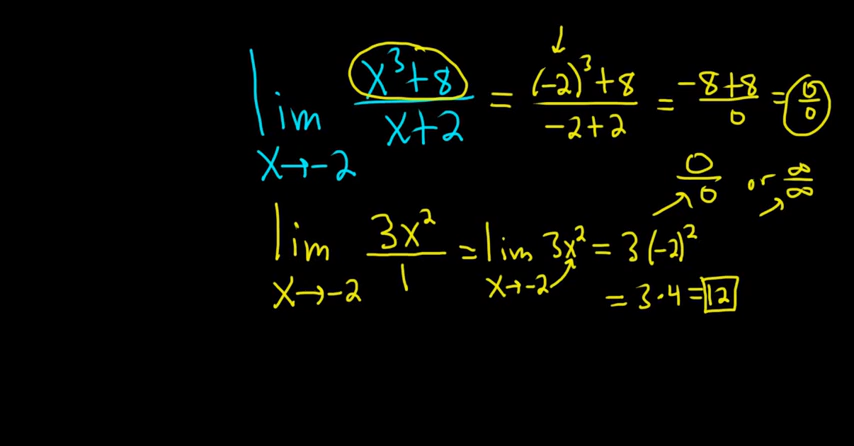 lim x→-2 (x³+8)/(x+2) = ((-2)³+8)/(-2+2) = (-8+8)/0 = 0/0
0/0 or ∞/∞
lim x→-2 3x²/1 = lim x→-2 3x² = 3(-2)²
= 3·4 = 12